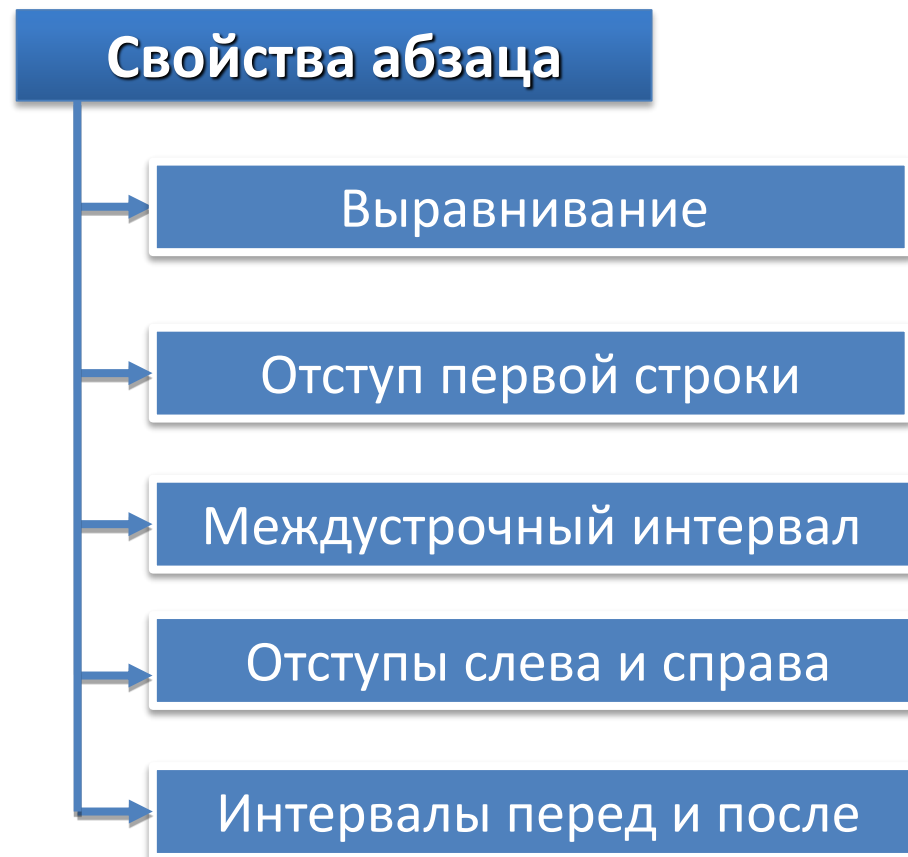 Свойства абзаца
Выравнивание
Отступ первой строки
Междустрочный интервал
Отступы слева и справа
Интервалы перед и после